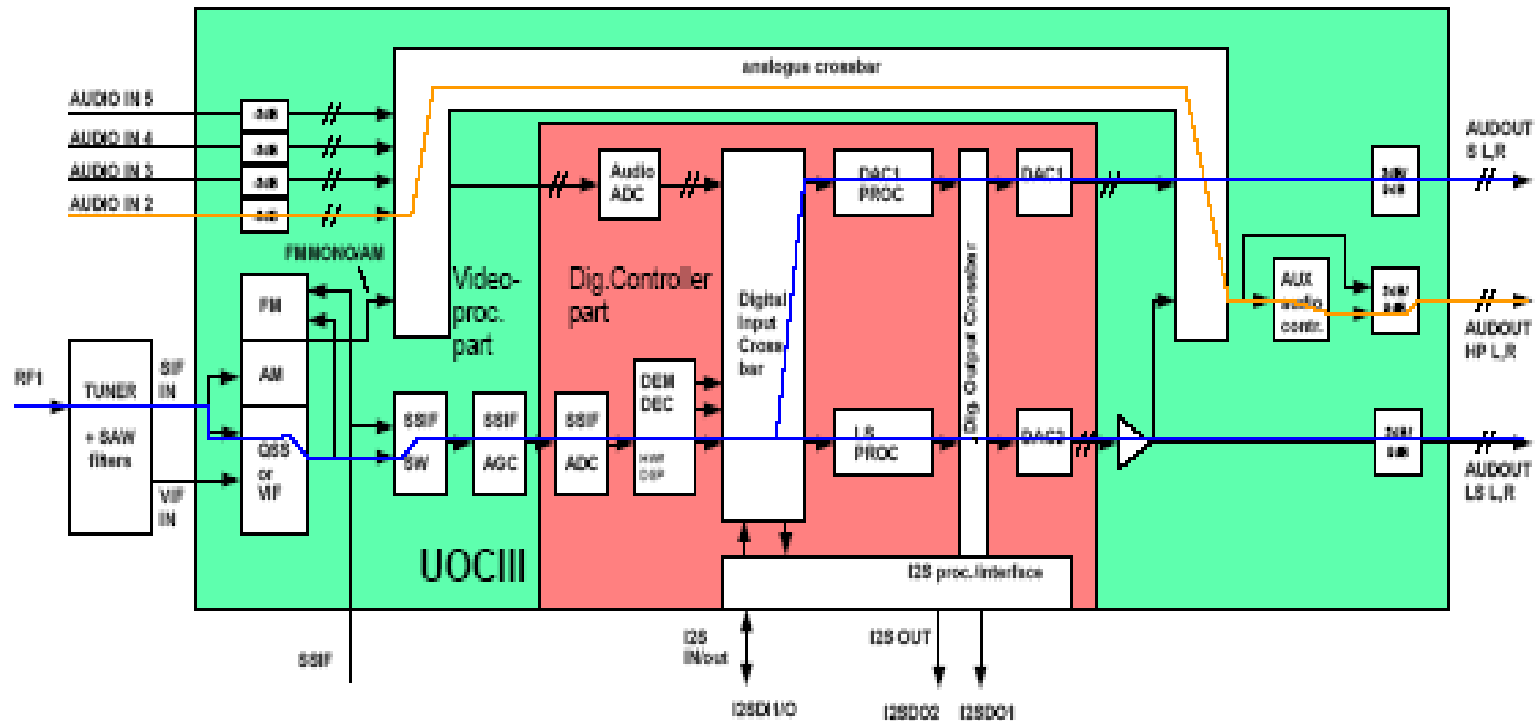 analogue crossbar
AUDIO IN 5
AUDIO IN 4
AUDIO IN 3
AUDIO IN 2
AUDOUT
S L,R
Audio
ADC
DAC1
PROC
DAC1
FMMONO/AM
Video-
proc.
part
Dig.Controller
part
Digital
Input
Cross
bar
Dig. Output Crossbar
AUX
audio
contr.
AUDOUT
HP L,R
FM
AM
QSS
or
VIF
RF1
TUNER
+ SAW
filters
SIF
IN
VIF
IN
SSIF
SW
SSIF
AGC
SSIF
ADC
DEM
DEC
DSP
LS
PROC
DAC2
AUDOUT
LS L,R
UOCIII
I2S proc./interface
SSIF
I2S
IN/out
I2S OUT
I2SDI1/O
I2SDO2
I2SDO1